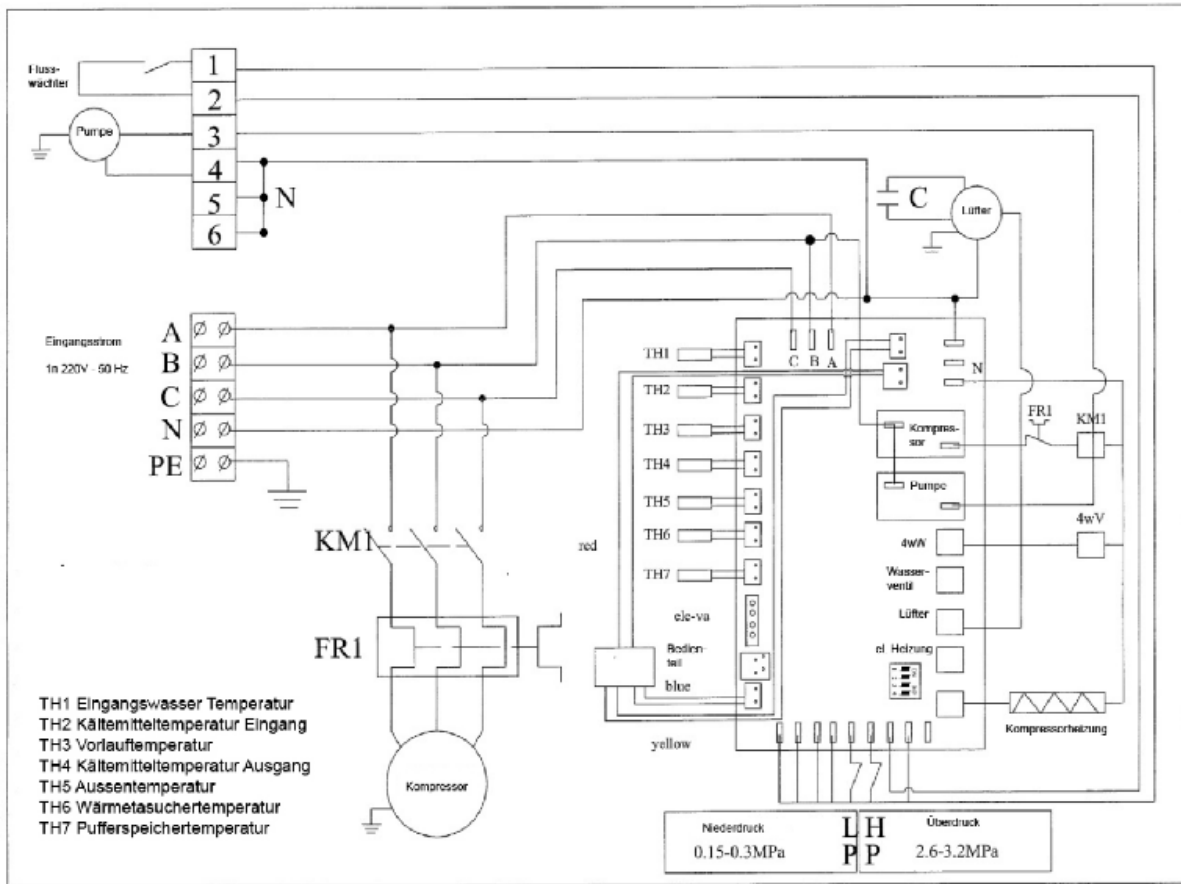 Fluss-
wächter
1
2
3
4
5
6
Pumpe
N
C
Lüfter
Eingangsstrom
1n 220V - 50 Hz
A
B
C
N
PE
TH1
TH2
TH3
TH4
TH5
TH6
TH7
C B A
N
Kompres-
sor
FR1
KM1
Pumpe
4wW
4wV
Wasser-
ventil
Lüfter
el. Heizung
Kompressorheizung
red
ele-va
Bedien-
teil
blue
yellow
KM1
FR1
Kompressor
TH1 Eingangswasser Temperatur
TH2 Kältemitteltemperatur Eingang
TH3 Vorlauftemperatur
TH4 Kältemitteltemperatur Ausgang
TH5 Aussentemperatur
TH6 Wärmetasuchertemperatur
TH7 Pufferspeichertemperatur
Niederdruck
0.15-0.3MPa
L H
P P
Überdruck
2.6-3.2MPa